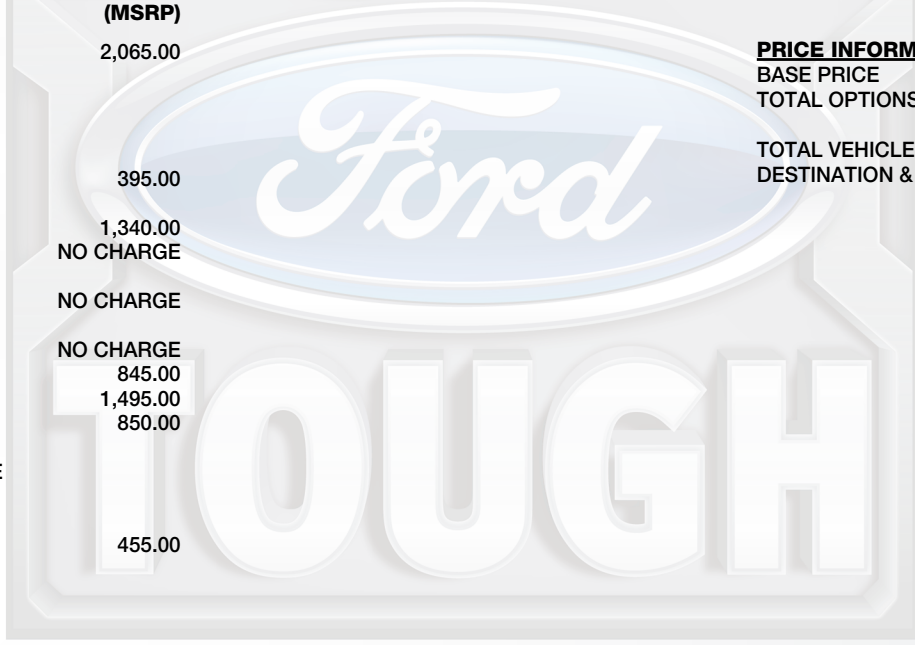 (MSRP)
2,065.00
395.00
1,340.00
NO CHARGE
NO CHARGE
NO CHARGE
845.00
1,495.00
850.00
455.00
PRICE INFORM
BASE PRICE
TOTAL OPTIONS
TOTAL VEHICLE
DESTINATION &
Ford
TOUGH